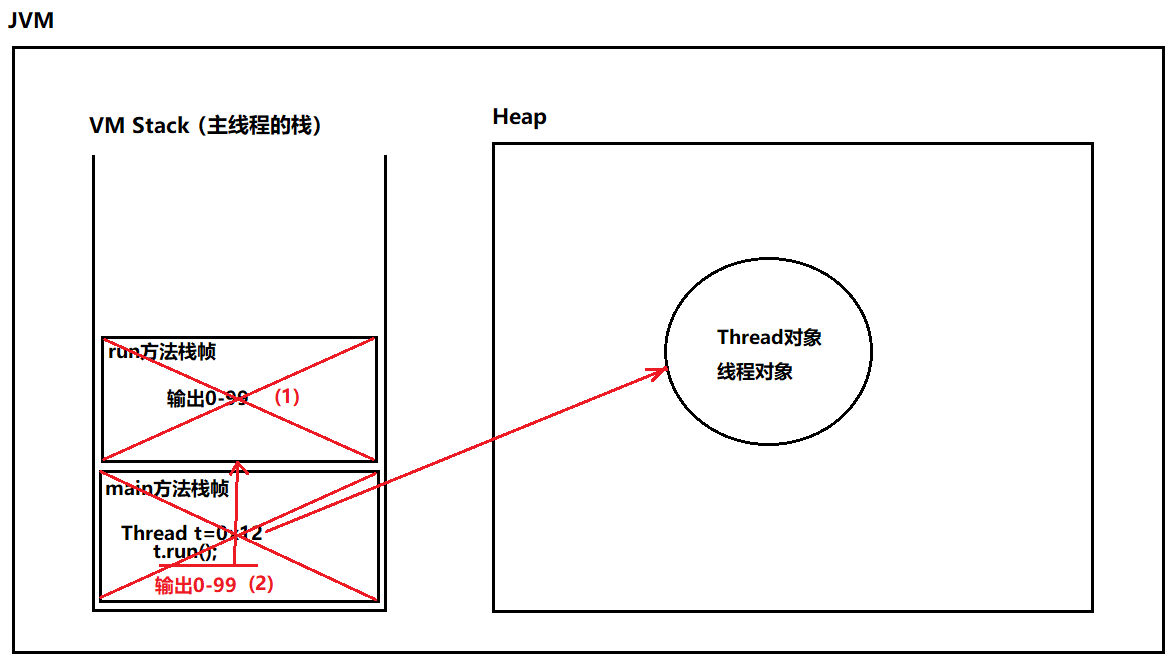 JVM
VM Stack（主线程的栈）
Heap
Thread对象
线程对象
run方法栈帧
输出0-99 （1）
main方法栈帧
Thread t=0x12
t.run();
输出0-99（2）